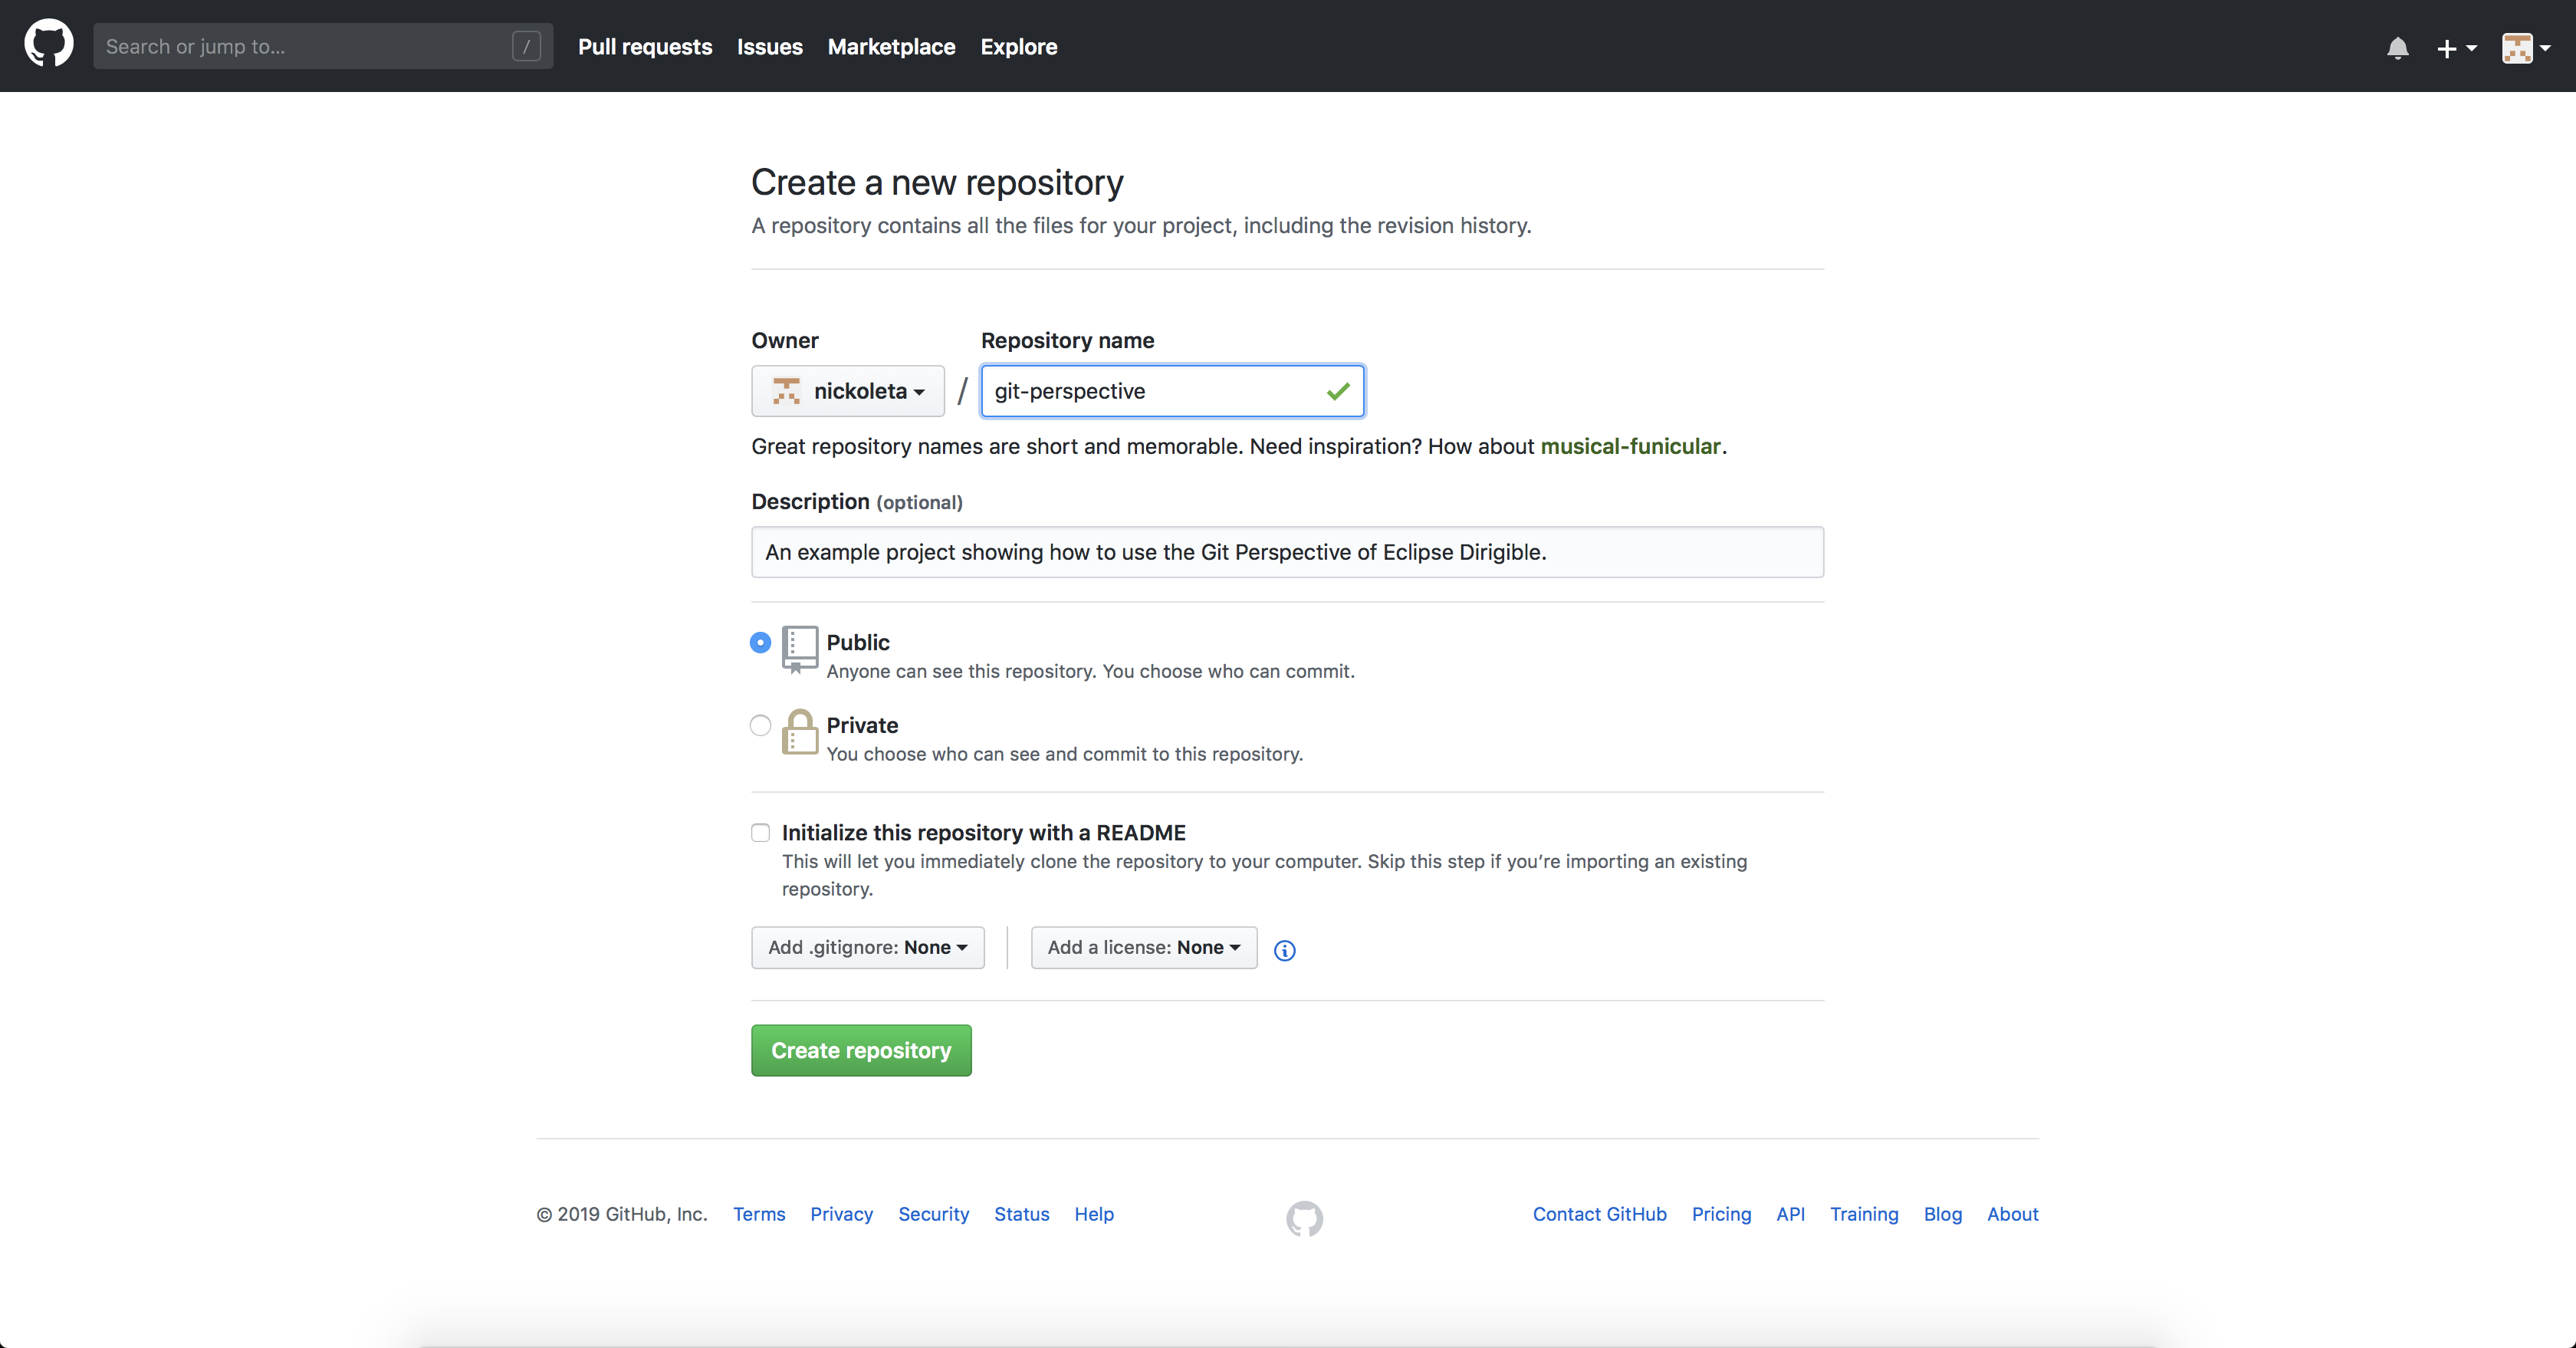 Search or jump to... /
Pull requests Issues Marketplace Explore
Create a new repository
A repository contains all the files for your project, including the revision history.
Owner Repository name
nickoleta / git-perspective
Great repository names are short and memorable. Need inspiration? How about musical-funicular.
Description (optional)
An example project showing how to use the Git Perspective of Eclipse Dirigible.
Public
Anyone can see this repository. You choose who can commit.
Private
You choose who can see and commit to this repository.
Initialize this repository with a README
This will let you immediately clone the repository to your computer. Skip this step if you’re importing an existing
repository.
Add .gitignore: None Add a license: None
Create repository
© 2019 GitHub, Inc. Terms Privacy Security Status Help Contact GitHub Pricing API Training Blog About